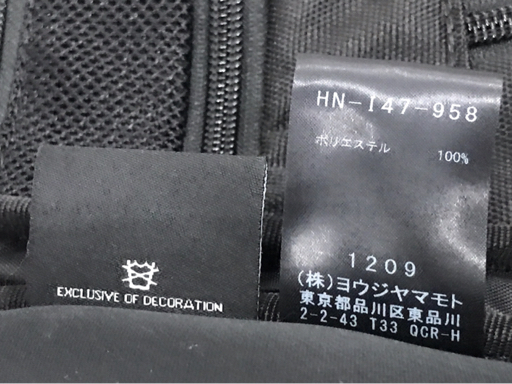 EXCLUSIVE OF DECORATION
HN-I47-958
ポリエステル 100%
1209
(株)ヨウジヤマモト
東京都品川区東品川
2-2-43 T33 QCR-H